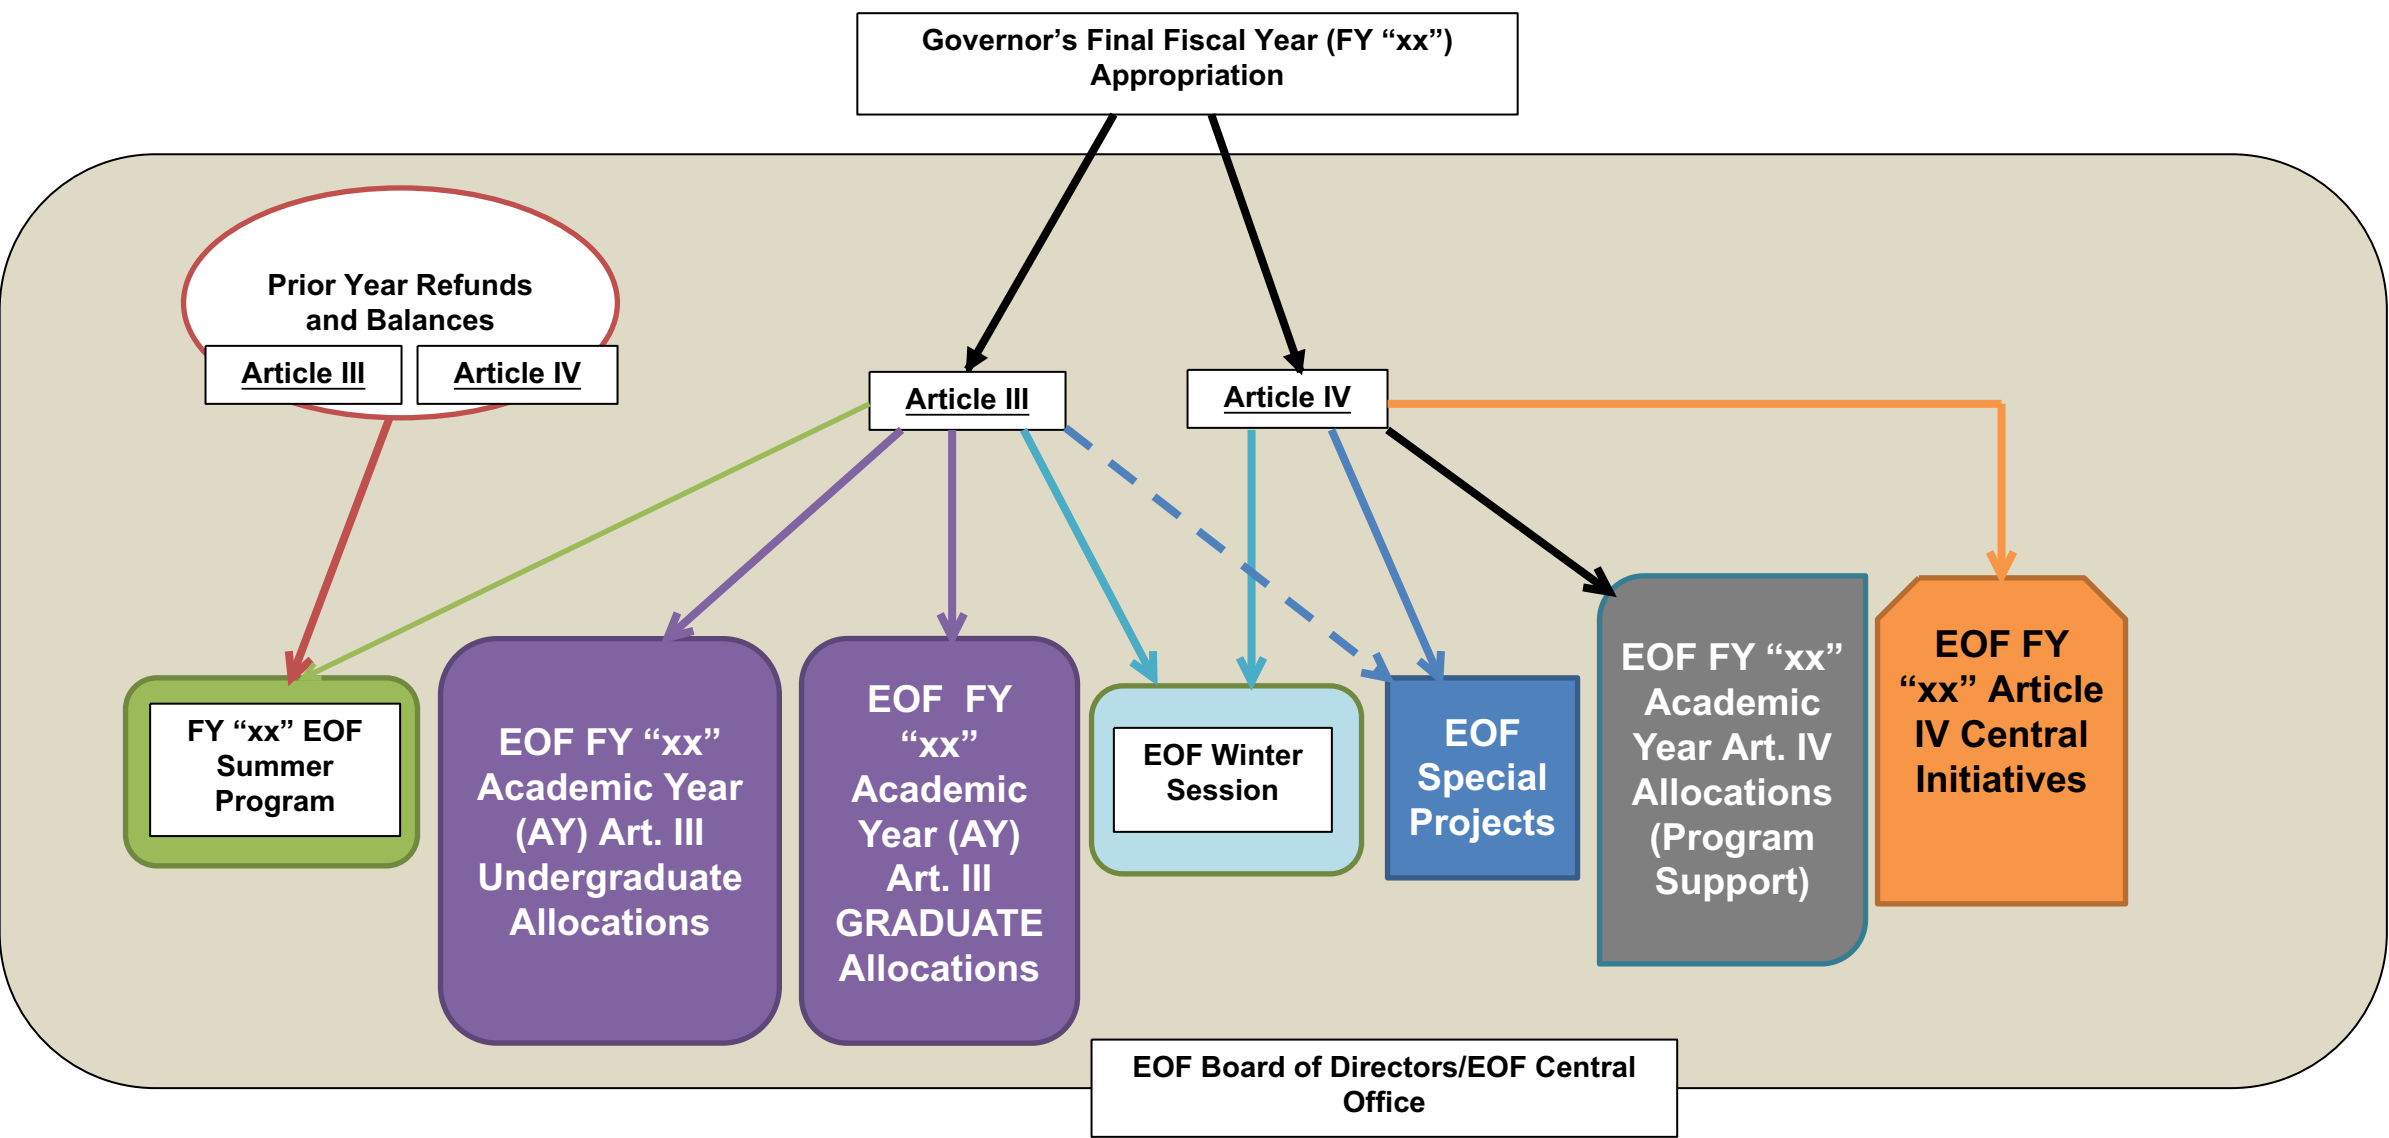 Governor’s Final Fiscal Year (FY “xx”)
Appropriation
Prior Year Refunds
and Balances
Article III
Article IV
Article III
Article IV
FY “xx” EOF
Summer
Program
EOF FY “xx”
Academic Year
(AY) Art. III
Undergraduate
Allocations
EOF  FY
“xx”
Academic
Year (AY)
Art. III
GRADUATE
Allocations
EOF Winter
Session
EOF
Special
Projects
EOF FY “xx”
Academic
Year Art. IV
Allocations
(Program
Support)
EOF FY
“xx” Article
IV Central
Initiatives
EOF Board of Directors/EOF Central
Office